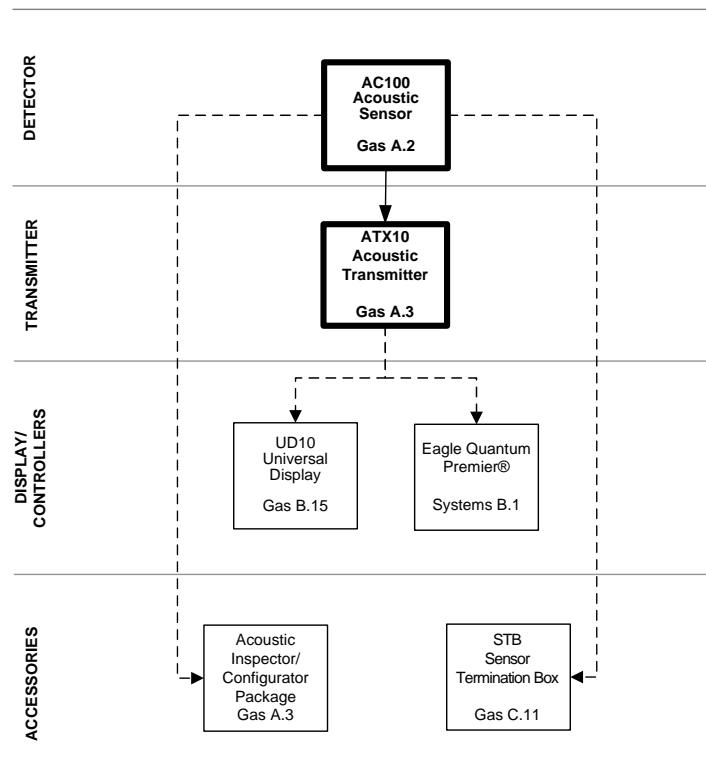 DETECTOR
AC100
Acoustic
Sensor
Gas A.2
TRANSMITTER
ATX10
Acoustic
Transmitter
Gas A.3
DISPLAY/
CONTROLLERS
UD10
Universal
Display
Gas B.15
Eagle Quantum
Premier®
Systems B.1
ACCESSORIES
Acoustic
Inspector/
Configurator
Package
Gas A.3
STB
Sensor
Termination Box
Gas C.11